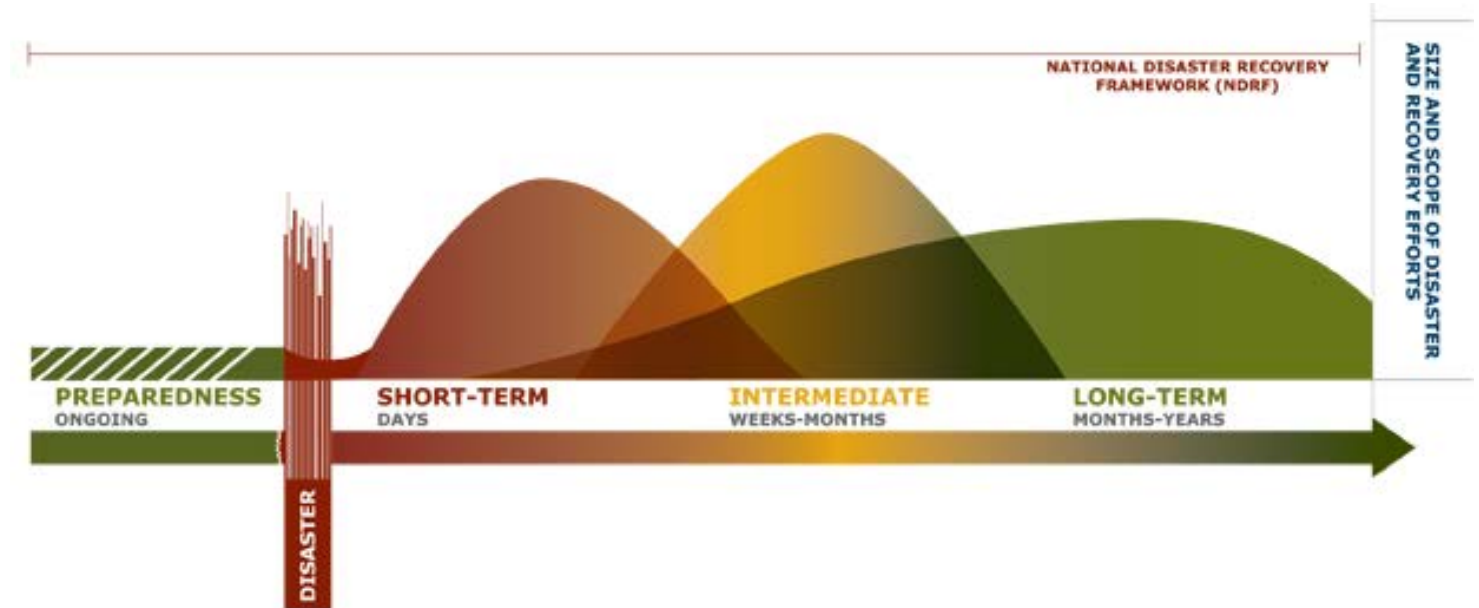 NATIONAL DISASTER RECOVERY
FRAMEWORK (NDRF)
SIZE AND SCOPE OF DISASTER
AND RECOVERY EFFORTS
PREPAREDNESS
ONGOING
SHORT-TERM
DAYS
INTERMEDIATE
WEEKS-MONTHS
LONG-TERM
MONTHS-YEARS
DISASTER